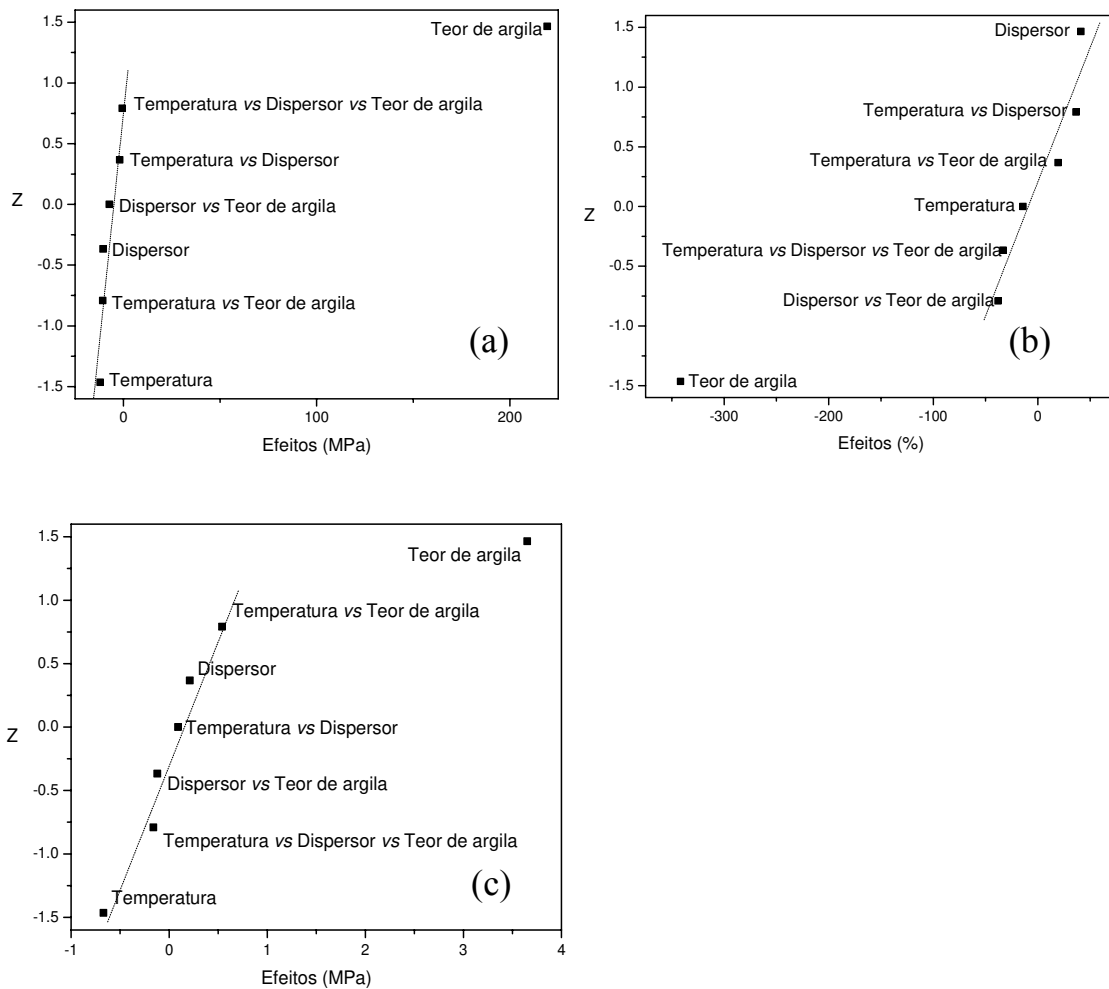 1.5
1.0
0.5
0.0
-0.5
-1.0
-1.5
Z
Teor de argila
Temperatura vs Dispersor vs Teor de argila
Temperatura vs Dispersor
Dispersor vs Teor de argila
Dispersor
Temperatura vs Teor de argila
Temperatura
(a)
0
100
200
Efeitos (MPa)
1.5
1.0
0.5
0.0
-0.5
-1.0
-1.5
Z
Dispersor
Temperatura vs Dispersor
Temperatura vs Teor de argila
Temperatura
Temperatura vs Dispersor vs Teor de argila
Dispersor vs Teor de argila
Teor de argila
(b)
-300
-200
-100
0
Efeitos (%)
1.5
1.0
0.5
0.0
-0.5
-1.0
-1.5
Z
Teor de argila
Temperatura vs Teor de argila
Dispersor
Temperatura vs Dispersor
Dispersor vs Teor de argila
Temperatura vs Dispersor vs Teor de argila
Temperatura
(c)
-1
0
1
2
3
4
Efeitos (MPa)